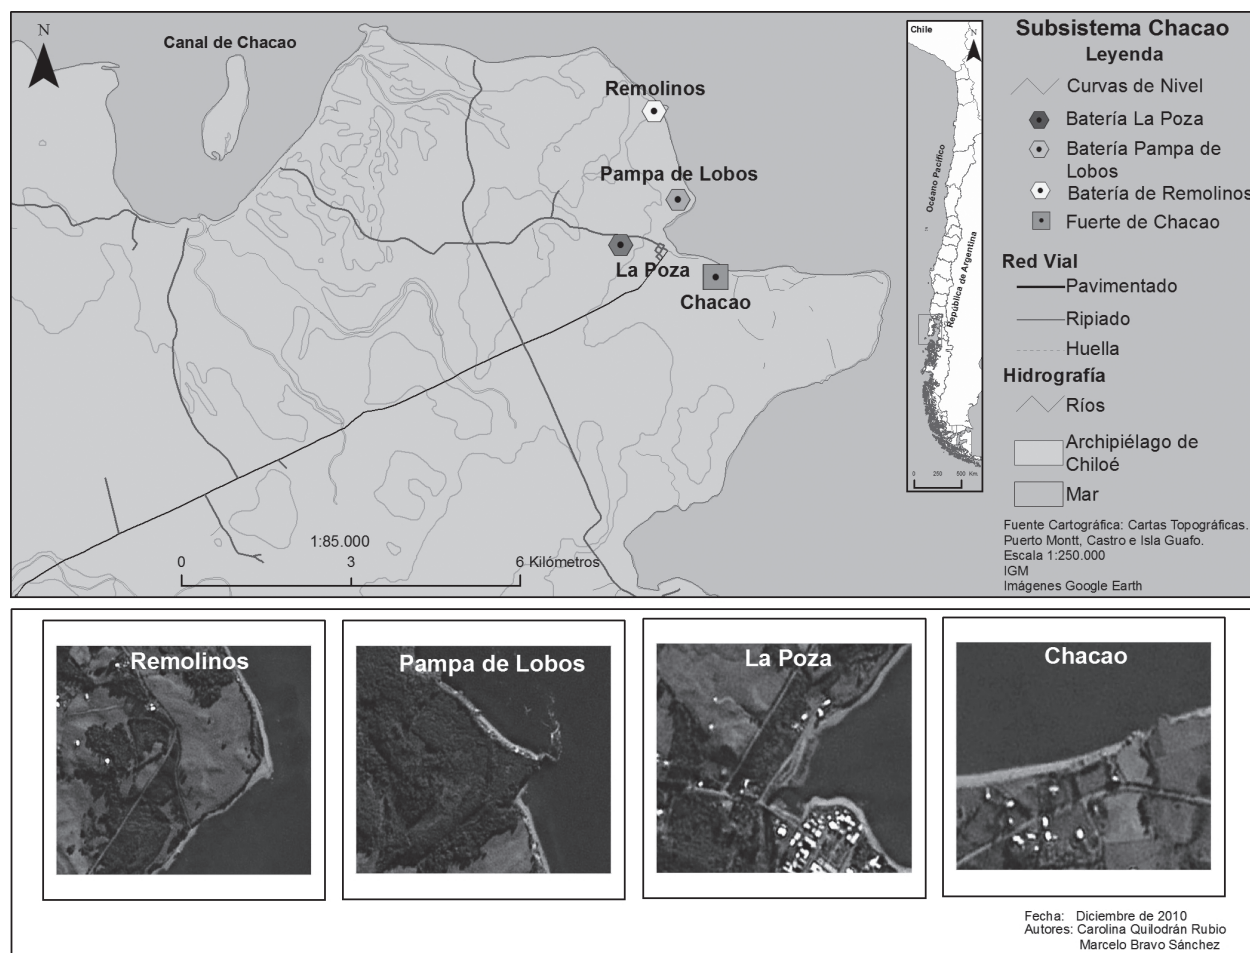 N
Canal de Chacao
Remolinos
Pampa de Lobos
La Poza
Chacao
1:85.000
0 3 6 Kilómetros
Chile
N
Océano Pacífico
República de Argentina
0 250 500 Km.
Subsistema Chacao
Leyenda
Curvas de Nivel
Batería La Poza
Batería Pampa de
Lobos
Batería de Remolinos
Fuerte de Chacao
Red Vial
Pavimentado
Ripiado
Huella
Hidrografía
Ríos
Archipiélago de
Chiloé
Mar
Fuente Cartográfica: Cartas Topográficas.
Puerto Montt, Castro e Isla Guafo.
Escala 1:250.000
IGM
Imágenes Google Earth
Remolinos
Pampa de Lobos
La Poza
Chacao
Fecha: Diciembre de 2010
Autores: Carolina Quilodrán Rubio
Marcelo Bravo Sánchez